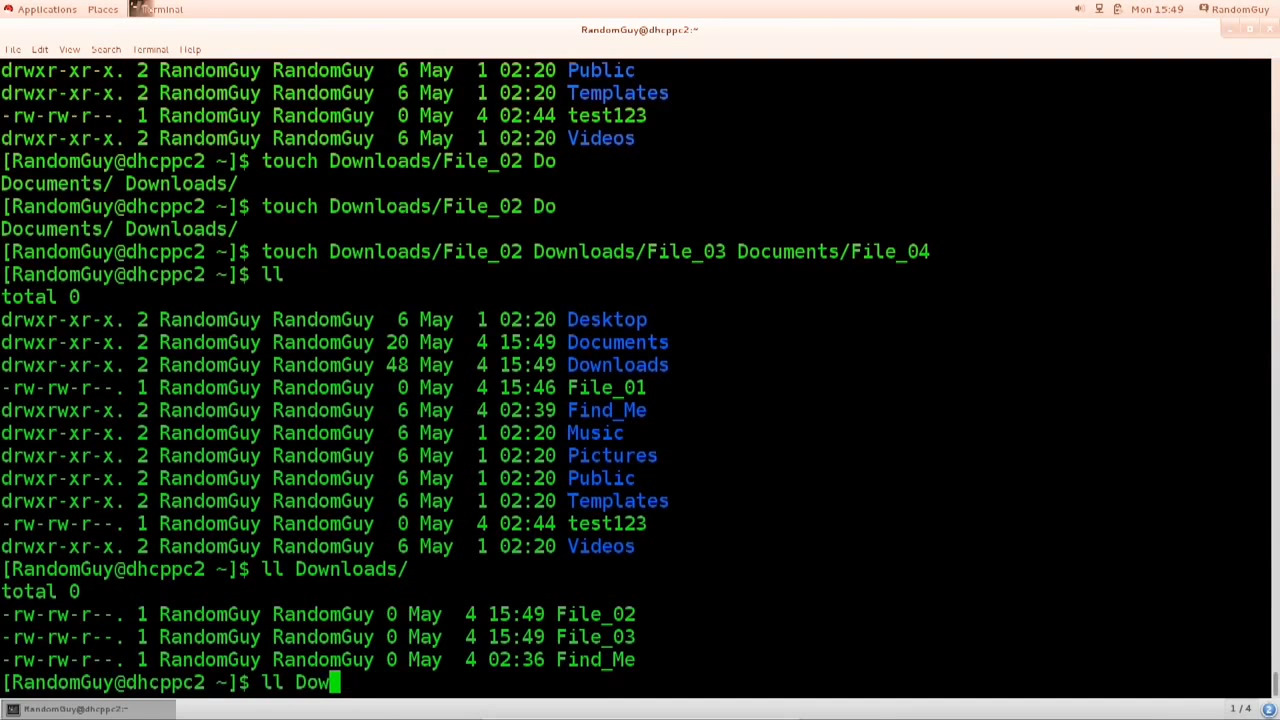 Applications Places Terminal Mon 15:49 RandomGuy
RandomGuy@dhcppc2:~
File Edit View Search Terminal Help
drwxr-xr-x. 2 RandomGuy RandomGuy  6 May  1 02:20 Public
drwxr-xr-x. 2 RandomGuy RandomGuy  6 May  1 02:20 Templates
-rw-rw-r--. 1 RandomGuy RandomGuy  0 May  4 02:44 test123
drwxr-xr-x. 2 RandomGuy RandomGuy  6 May  1 02:20 Videos
[RandomGuy@dhcppc2 ~]$ touch Downloads/File_02 Do
Documents/ Downloads/
[RandomGuy@dhcppc2 ~]$ touch Downloads/File_02 Do
Documents/ Downloads/
[RandomGuy@dhcppc2 ~]$ touch Downloads/File_02 Downloads/File_03 Documents/File_04
[RandomGuy@dhcppc2 ~]$ ll
total 0
drwxr-xr-x. 2 RandomGuy RandomGuy  6 May  1 02:20 Desktop
drwxr-xr-x. 2 RandomGuy RandomGuy 20 May  4 15:49 Documents
drwxr-xr-x. 2 RandomGuy RandomGuy 48 May  4 15:49 Downloads
-rw-rw-r--. 1 RandomGuy RandomGuy  0 May  4 15:46 File_01
drwxrwxr-x. 2 RandomGuy RandomGuy  6 May  4 02:39 Find_Me
drwxr-xr-x. 2 RandomGuy RandomGuy  6 May  1 02:20 Music
drwxr-xr-x. 2 RandomGuy RandomGuy  6 May  1 02:20 Pictures
drwxr-xr-x. 2 RandomGuy RandomGuy  6 May  1 02:20 Public
drwxr-xr-x. 2 RandomGuy RandomGuy  6 May  1 02:20 Templates
-rw-rw-r--. 1 RandomGuy RandomGuy  0 May  4 02:44 test123
drwxr-xr-x. 2 RandomGuy RandomGuy  6 May  1 02:20 Videos
[RandomGuy@dhcppc2 ~]$ ll Downloads/
total 0
-rw-rw-r--. 1 RandomGuy RandomGuy 0 May  4 15:49 File_02
-rw-rw-r--. 1 RandomGuy RandomGuy 0 May  4 15:49 File_03
-rw-rw-r--. 1 RandomGuy RandomGuy 0 May  4 02:36 Find_Me
[RandomGuy@dhcppc2 ~]$ ll Dow
RandomGuy@dhcppc2:~ 1 / 4 2